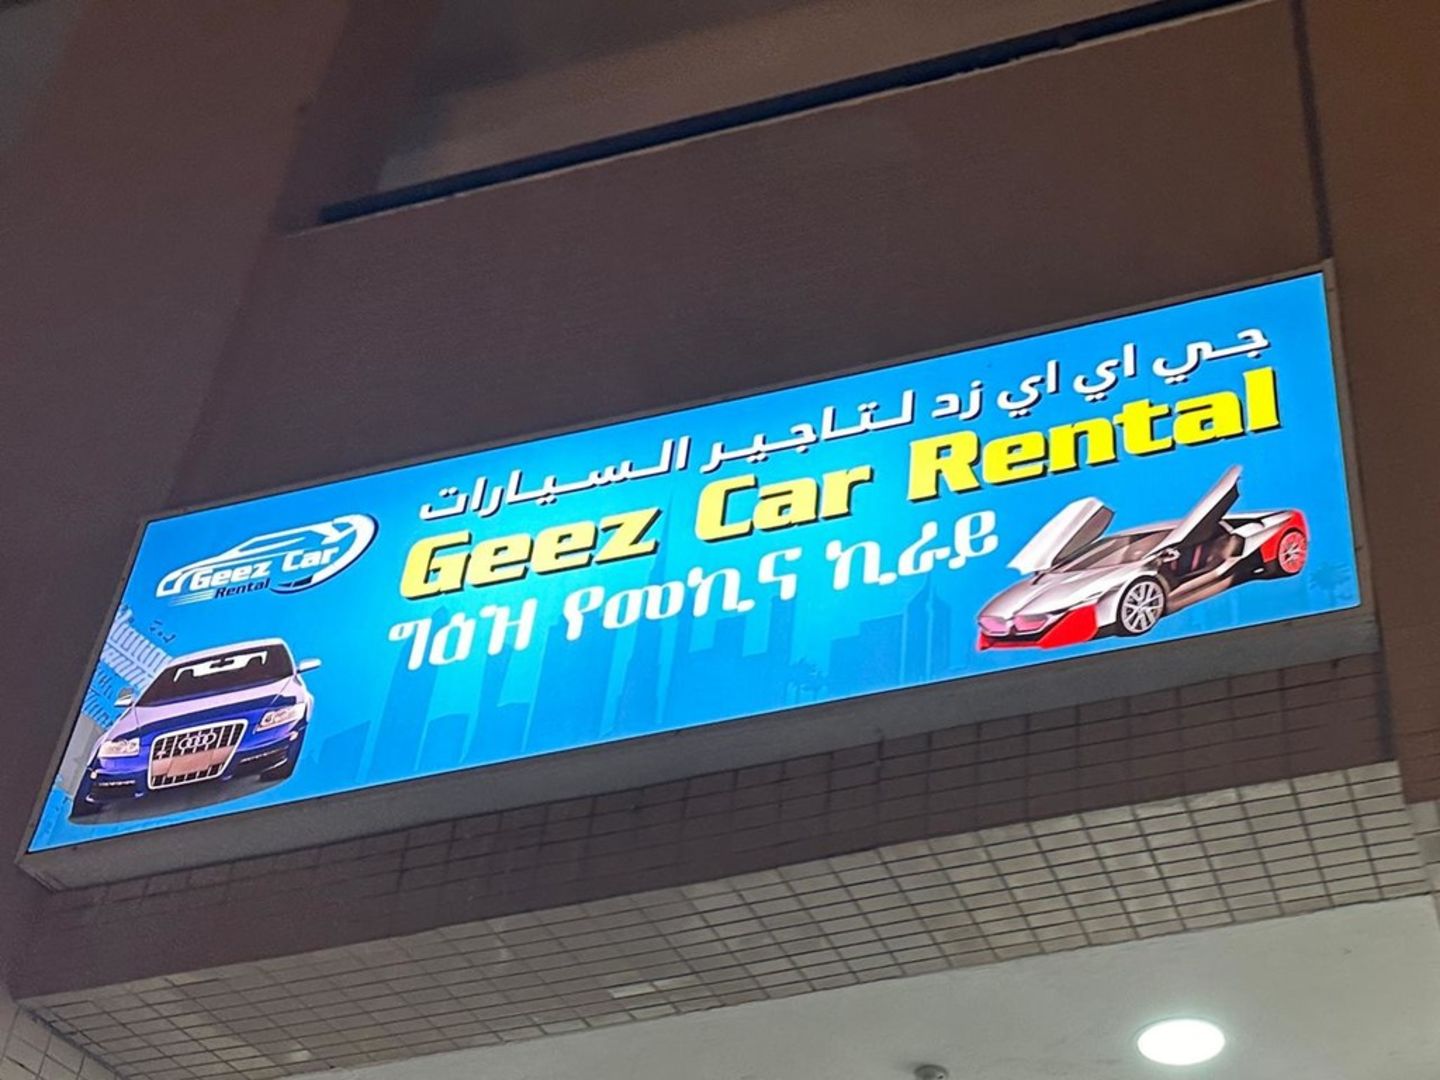 جي اي اي زد لتاجير السيارات
Geez Car Rental
ግዕዝ የመኪና ኪራይ
Geez Car
Rental